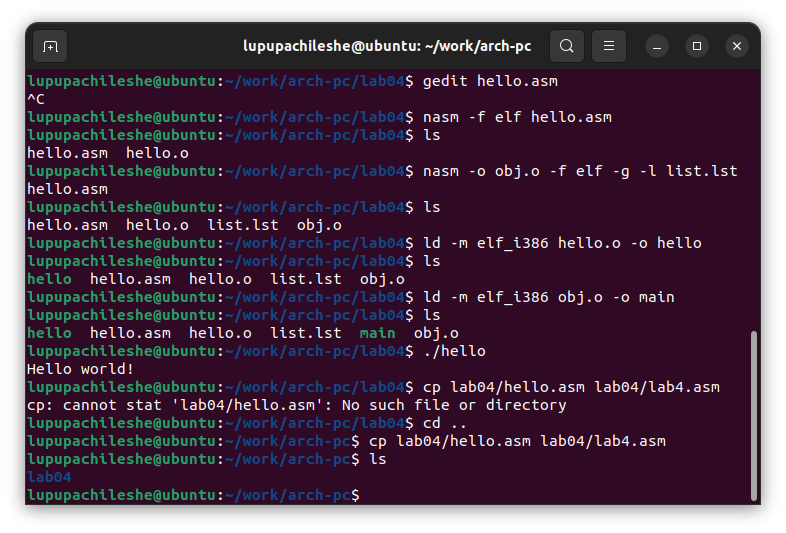 lupupachileshe@ubuntu: ~/work/arch-pc
lupupachileshe@ubuntu:~/work/arch-pc/lab04$ gedit hello.asm
^C
lupupachileshe@ubuntu:~/work/arch-pc/lab04$ nasm -f elf hello.asm
lupupachileshe@ubuntu:~/work/arch-pc/lab04$ ls
hello.asm  hello.o
lupupachileshe@ubuntu:~/work/arch-pc/lab04$ nasm -o obj.o -f elf -g -l list.lst
hello.asm
lupupachileshe@ubuntu:~/work/arch-pc/lab04$ ls
hello.asm  hello.o  list.lst  obj.o
lupupachileshe@ubuntu:~/work/arch-pc/lab04$ ld -m elf_i386 hello.o -o hello
lupupachileshe@ubuntu:~/work/arch-pc/lab04$ ls
hello  hello.asm  hello.o  list.lst  obj.o
lupupachileshe@ubuntu:~/work/arch-pc/lab04$ ld -m elf_i386 obj.o -o main
lupupachileshe@ubuntu:~/work/arch-pc/lab04$ ls
hello  hello.asm  hello.o  list.lst  main  obj.o
lupupachileshe@ubuntu:~/work/arch-pc/lab04$ ./hello
Hello world!
lupupachileshe@ubuntu:~/work/arch-pc/lab04$ cp lab04/hello.asm lab04/lab4.asm
cp: cannot stat 'lab04/hello.asm': No such file or directory
lupupachileshe@ubuntu:~/work/arch-pc/lab04$ cd ..
lupupachileshe@ubuntu:~/work/arch-pc$ cp lab04/hello.asm lab04/lab4.asm
lupupachileshe@ubuntu:~/work/arch-pc$ ls
lab04
lupupachileshe@ubuntu:~/work/arch-pc$